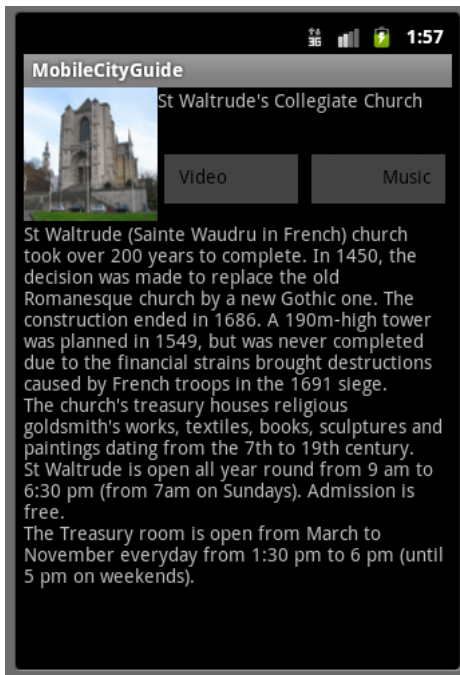 3G 1:57
MobileCityGuide
St Waltrude's Collegiate Church
Video Music
St Waltrude (Sainte Waudru in French) church
took over 200 years to complete. In 1450, the
decision was made to replace the old
Romanesque church by a new Gothic one. The
construction ended in 1686. A 190m-high tower
was planned in 1549, but was never completed
due to the financial strains brought destructions
caused by French troops in the 1691 siege.
The church's treasury houses religious
goldsmith's works, textiles, books, sculptures and
paintings dating from the 7th to 19th century.
St Waltrude is open all year round from 9 am to
6:30 pm (from 7am on Sundays). Admission is
free.
The Treasury room is open from March to
November everyday from 1:30 pm to 6 pm (until
5 pm on weekends).